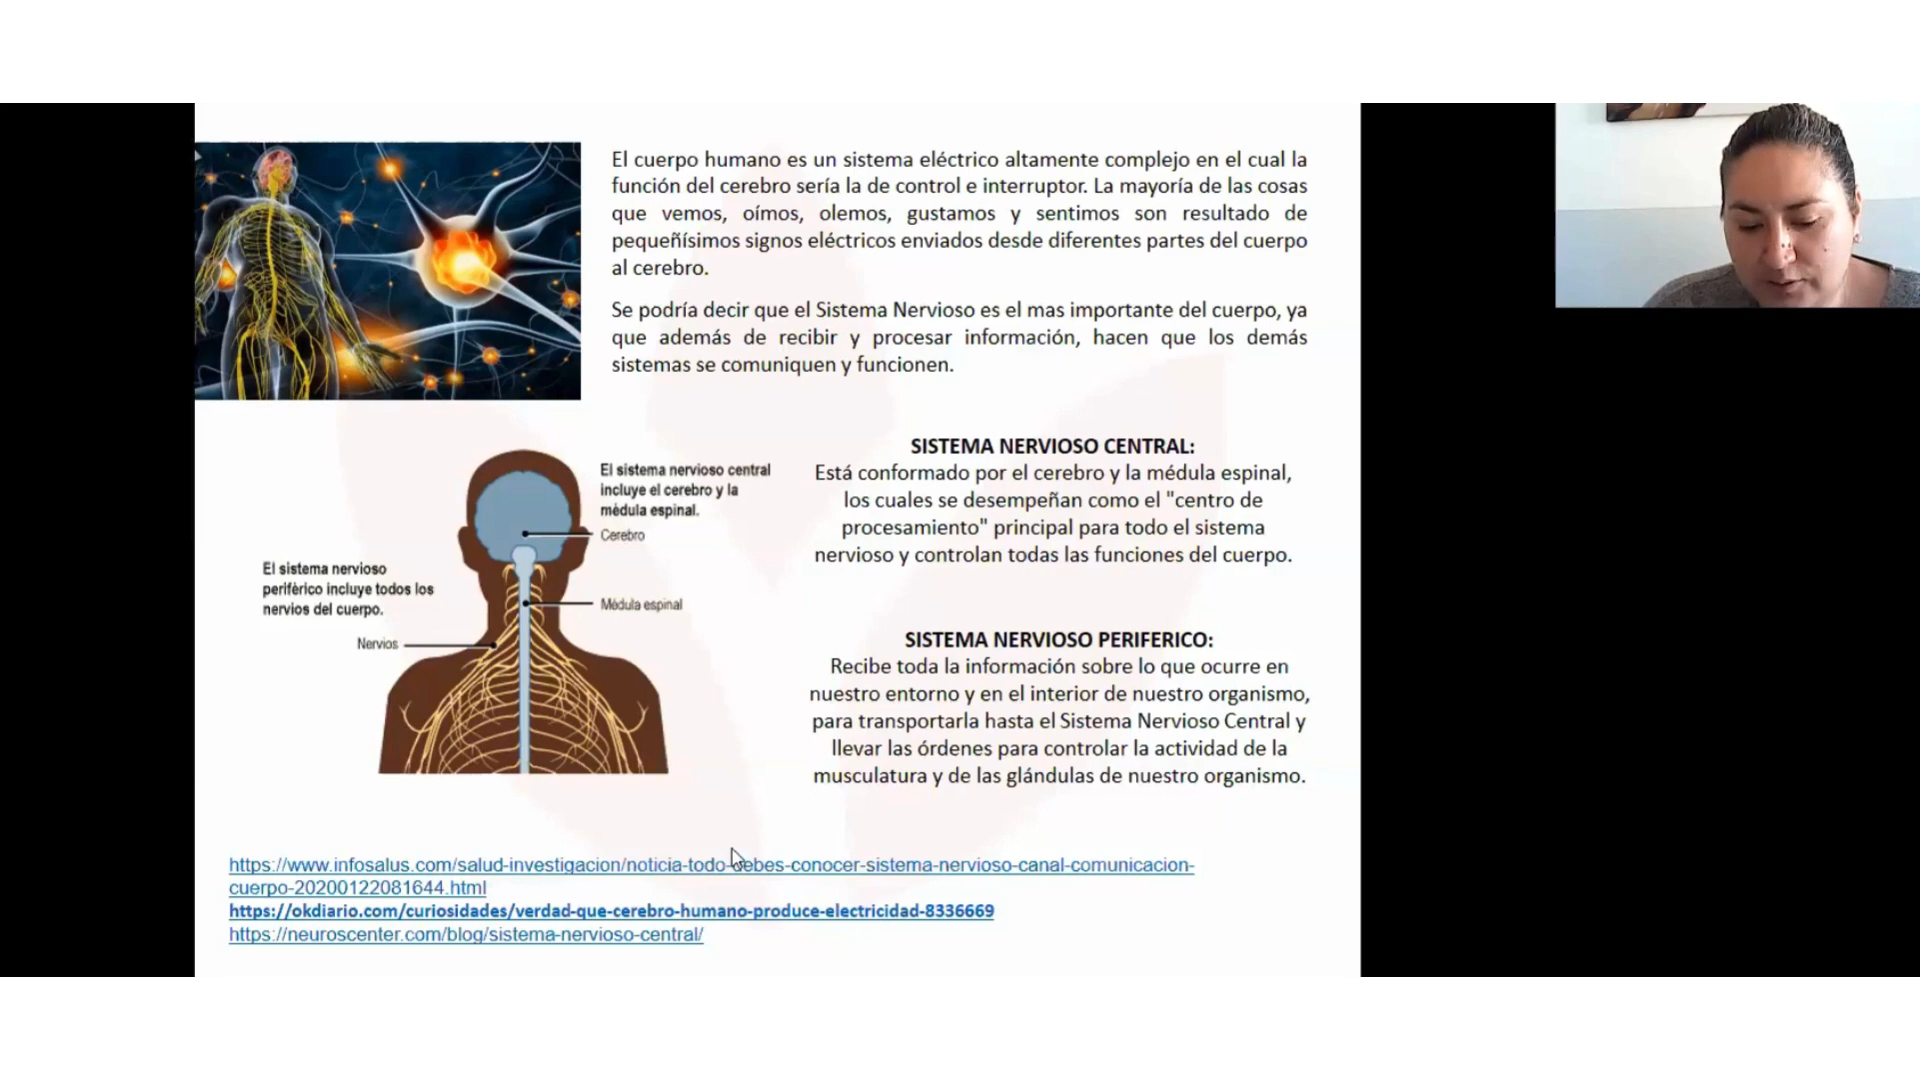 El cuerpo humano es un sistema eléctrico altamente complejo en el cual la
función del cerebro sería la de control e interruptor. La mayoría de las cosas
que vemos, oímos, olemos, gustamos y sentimos son resultado de
pequeñísimos signos eléctricos enviados desde diferentes partes del cuerpo
al cerebro.
Se podría decir que el Sistema Nervioso es el mas importante del cuerpo, ya
que además de recibir y procesar información, hacen que los demás
sistemas se comuniquen y funcionen.
El sistema nervioso central
incluye el cerebro y la
médula espinal.
Cerebro
El sistema nervioso
periférico incluye todos los
nervios del cuerpo.
Médula espinal
Nervios
SISTEMA NERVIOSO CENTRAL:
Está conformado por el cerebro y la médula espinal,
los cuales se desempeñan como el "centro de
procesamiento" principal para todo el sistema
nervioso y controlan todas las funciones del cuerpo.
SISTEMA NERVIOSO PERIFERICO:
Recibe toda la información sobre lo que ocurre en
nuestro entorno y en el interior de nuestro organismo,
para transportarla hasta el Sistema Nervioso Central y
llevar las órdenes para controlar la actividad de la
musculatura y de las glándulas de nuestro organismo.
https://www.infosalus.com/salud-investigacion/noticia-todo-debes-conocer-sistema-nervioso-canal-comunicacion-
cuerpo-20200122081644.html
https://okdiario.com/curiosidades/verdad-que-cerebro-humano-produce-electricidad-8336669
https://neuroscenter.com/blog/sistema-nervioso-central/